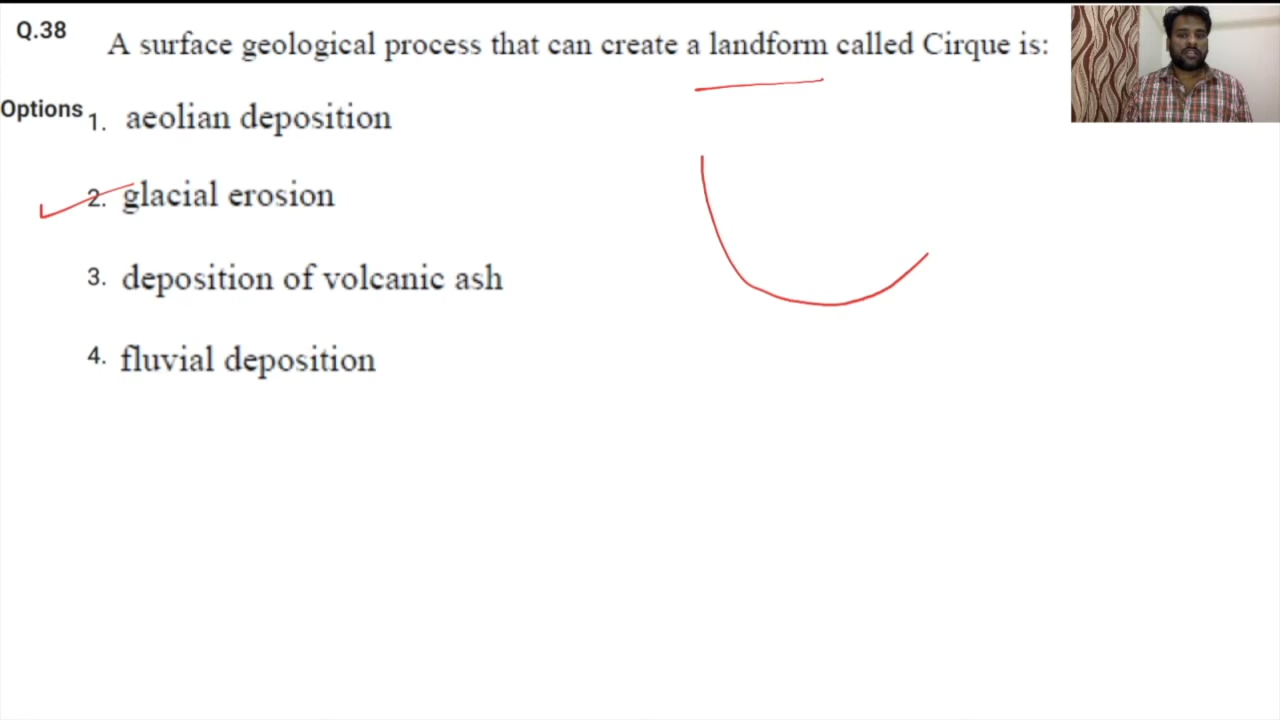 Q.38 A surface geological process that can create a landform called Cirque is:
Options 1. aeolian deposition
2. glacial erosion
3. deposition of volcanic ash
4. fluvial deposition